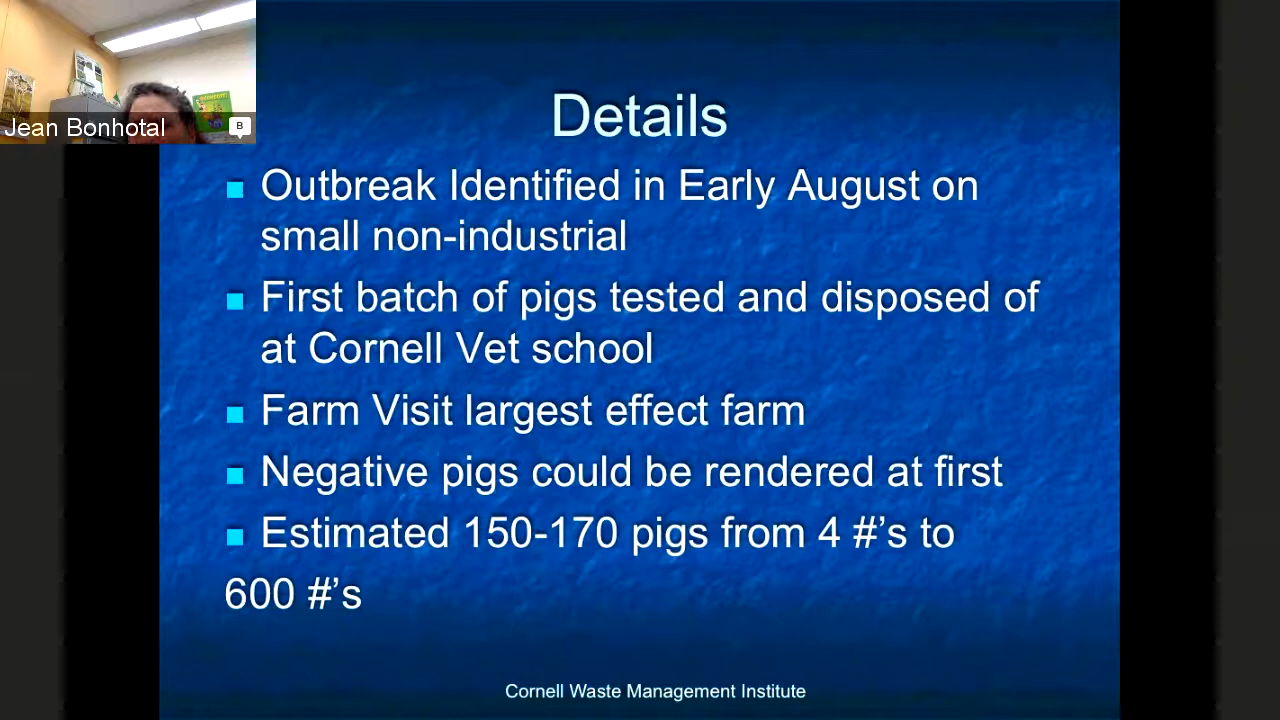 Jean Bonhotal
B
Details
Outbreak Identified in Early August on
small non-industrial
First batch of pigs tested and disposed of
at Cornell Vet school
Farm Visit largest effect farm
Negative pigs could be rendered at first
Estimated 150-170 pigs from 4 #’s to
600 #’s
Cornell Waste Management Institute